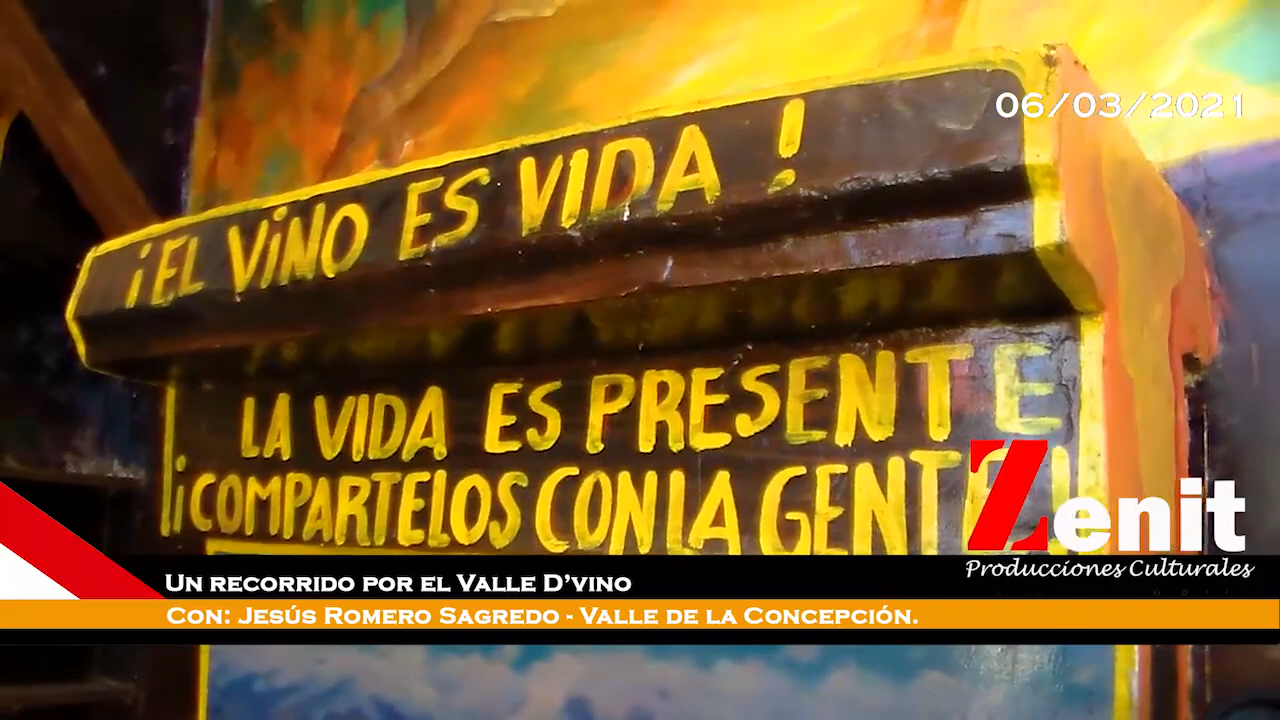 06/03/2021
¡EL ViNO ES VIDA!
LA VIDA ES PRESENTE
¡COMPARTELOS CON LA GENTE!
Zenit
Producciones Culturales
Un recorrido por el Valle D’vino
Con: Jesús Romero Sagredo - Valle de la Concepción.